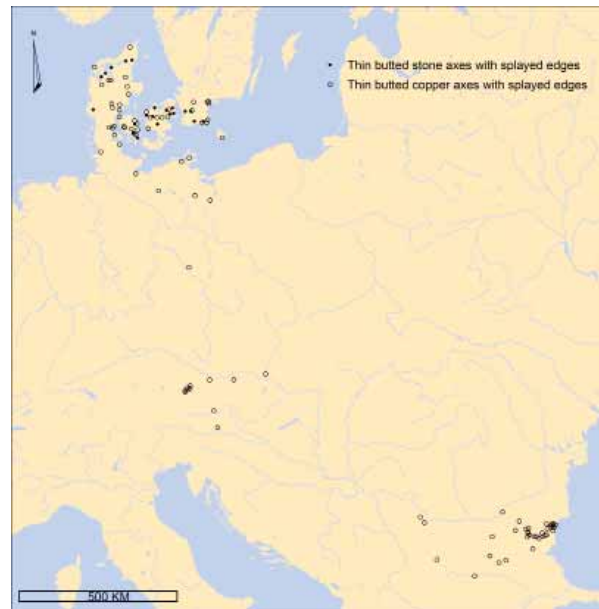 N
Thin butted stone axes with splayed edges
Thin butted copper axes with splayed edges
500 KM